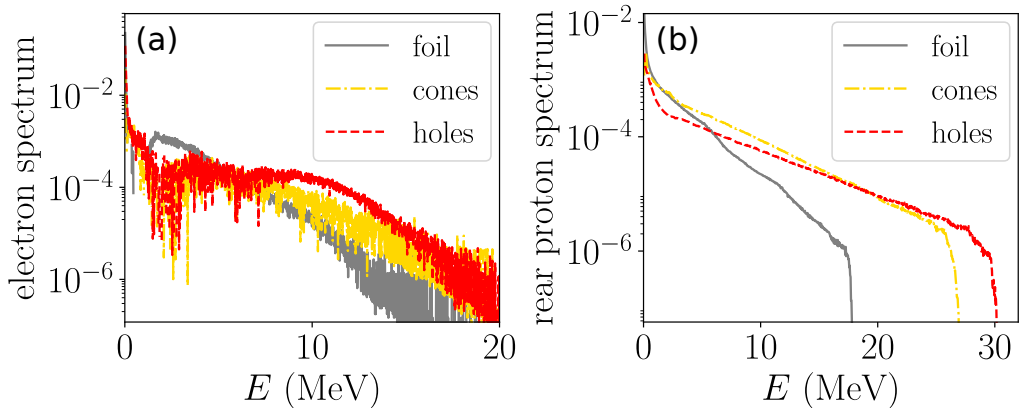 (a)
foil
cones
holes
electron spectrum
10^{-2}
10^{-4}
10^{-6}
0
10
20
E (MeV)
(b)
foil
cones
holes
rear proton spectrum
10^{-2}
10^{-4}
10^{-6}
0
10
20
30
E (MeV)